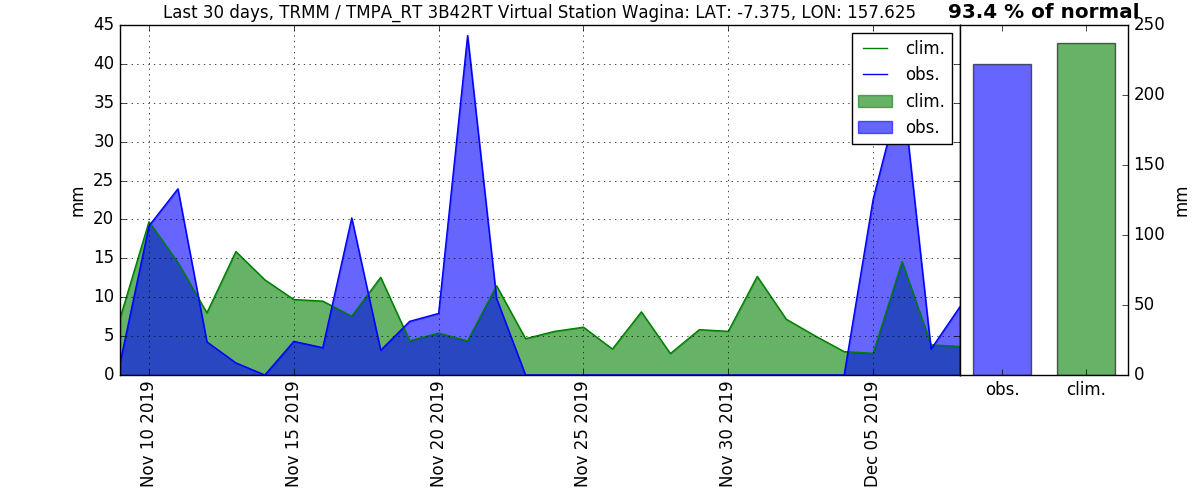 Last 30 days, TRMM / TMPA_RT 3B42RT Virtual Station Wagina: LAT: -7.375, LON: 157.625
93.4 % of normal
45
40
35
30
25
20
15
10
5
0
mm
clim.
obs.
clim.
obs.
250
200
150
100
50
0
mm
obs.
clim.
Nov 10 2019
Nov 15 2019
Nov 20 2019
Nov 25 2019
Nov 30 2019
Dec 05 2019